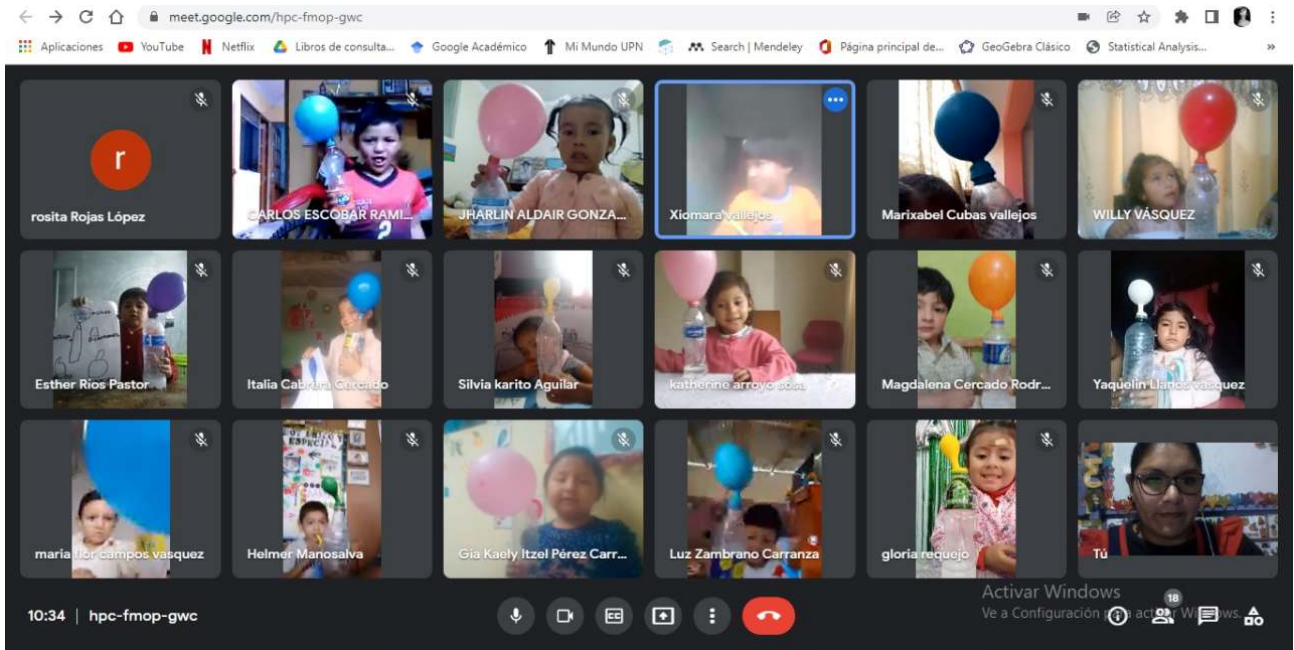 meet.google.com/hpc-fmop-gwc
Aplicaciones YouTube Netflix Libros de consulta... Google Académico Mi Mundo UPN Search | Mendeley Página principal de... GeoGebra Clásico Statistical Analysis... »
r
rosita Rojas López
CARLOS ESCOBAR RAMI...
JHARLIN ALDAIR GONZA...
Xiomara vallejos
Marixabel Cubas vallejos
WILLY VÁSQUEZ
2
Esther Rios Pastor
Italia Cabrera Cercado
Silvia karito Aguilar
katherine arroyo sosa
Magdalena Cercado Rodr...
Yaquelin Llanos vasquez
maria flor campos vasquez
Helmer Manosalva
Gia Kaely Itzel Pérez Carr...
Luz Zambrano Carranza
gloria requejo
Tú
Activar Windows
Ve a Configuración para activar Windows.
10:34 | hpc-fmop-gwc
CC
18